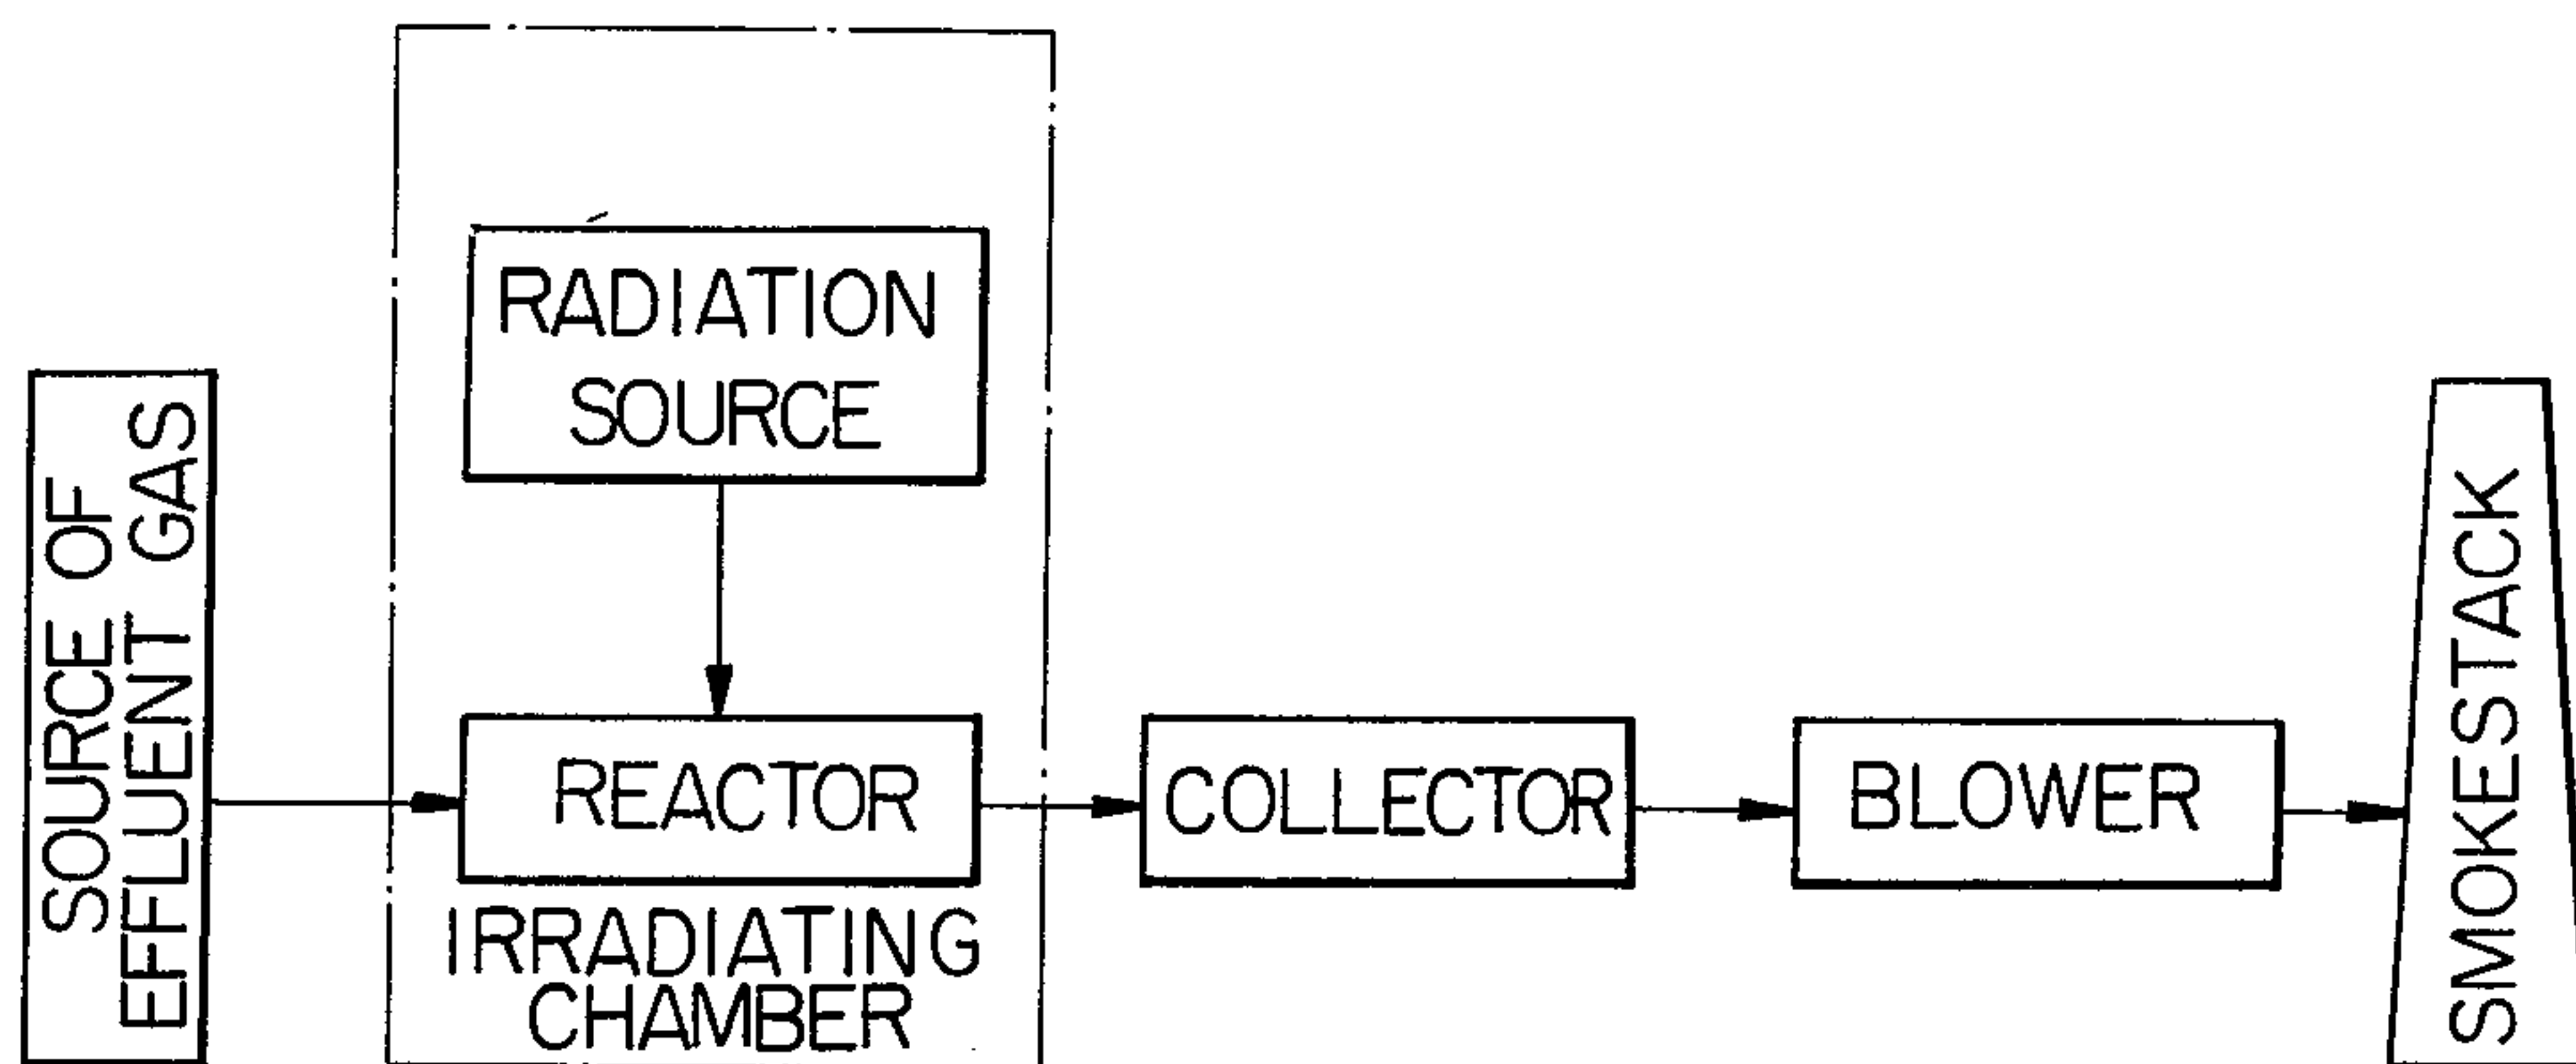 SOURCE OF
EFFLUENT GAS
RADIATION
SOURCE
REACTOR
IRRADIATING
CHAMBER
COLLECTOR
BLOWER
SMOKESTACK